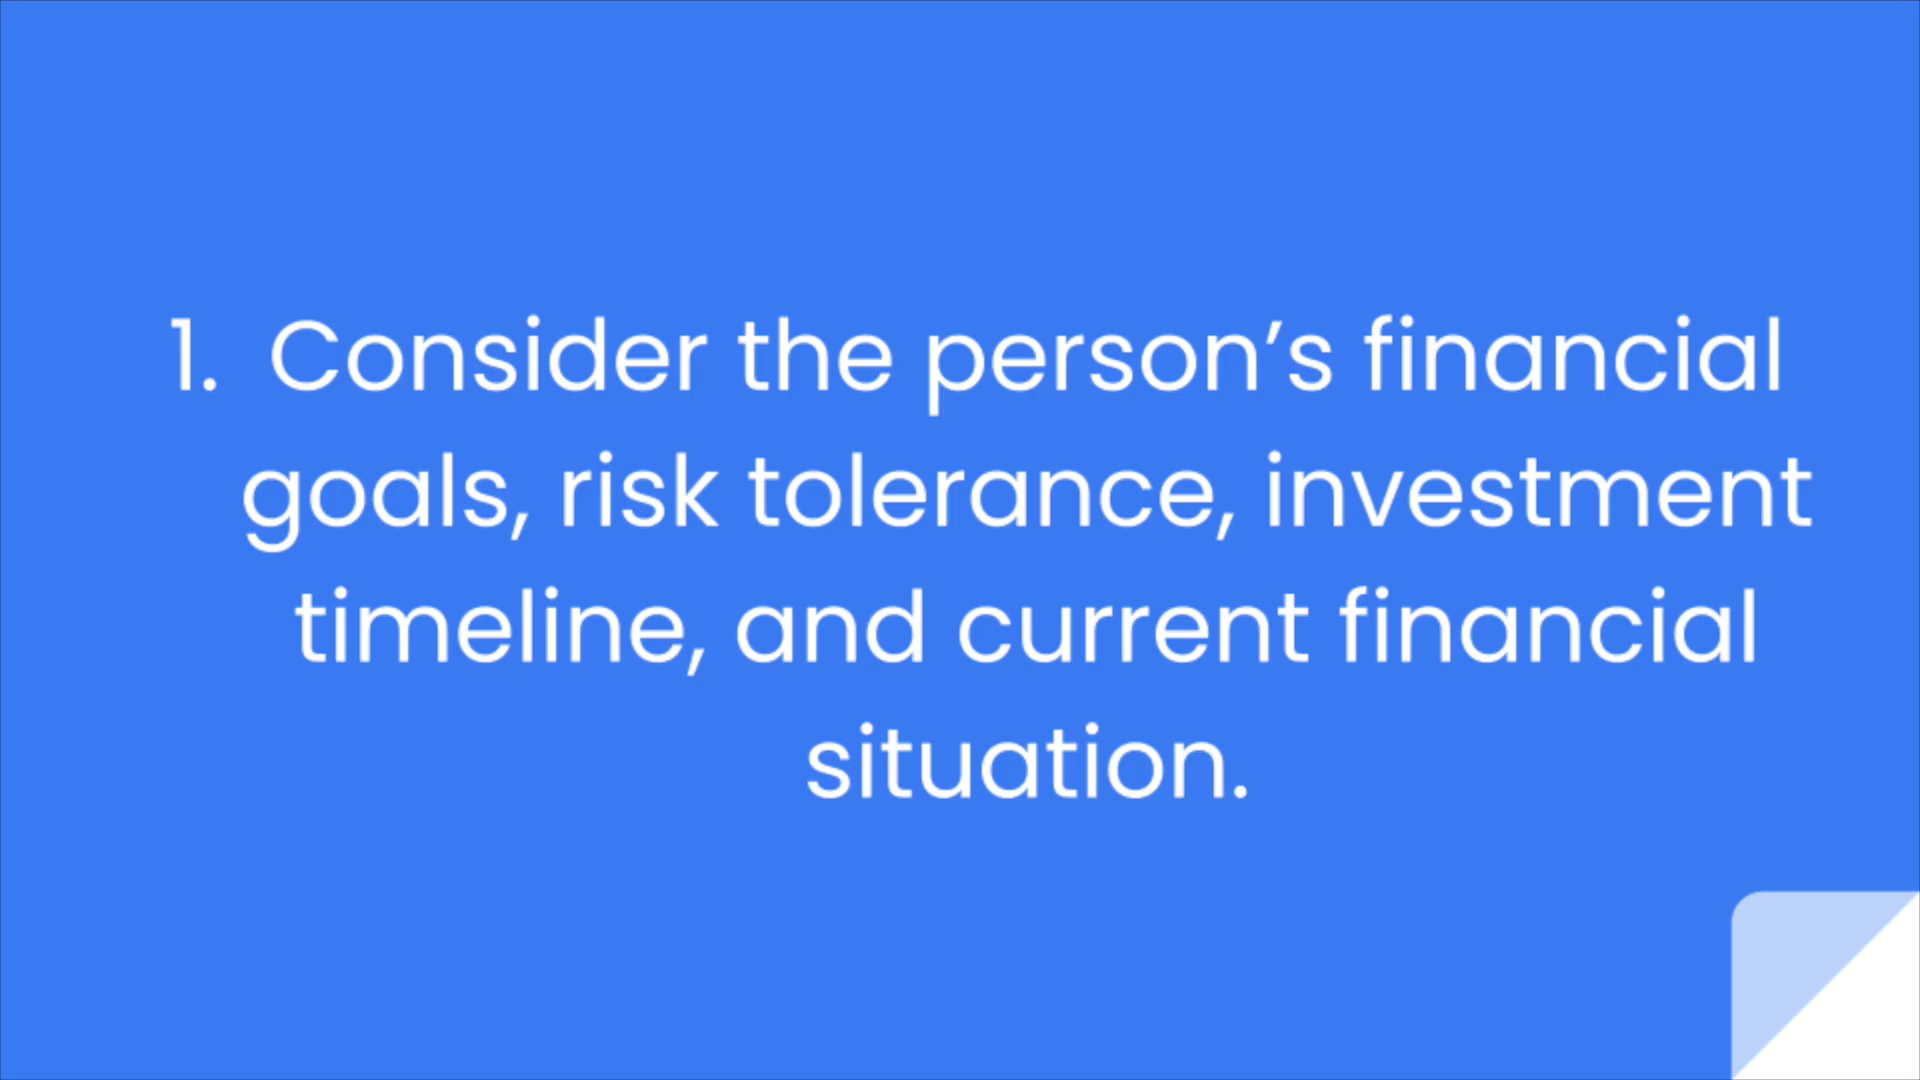 1. Consider the person’s financial
goals, risk tolerance, investment
timeline, and current financial
situation.